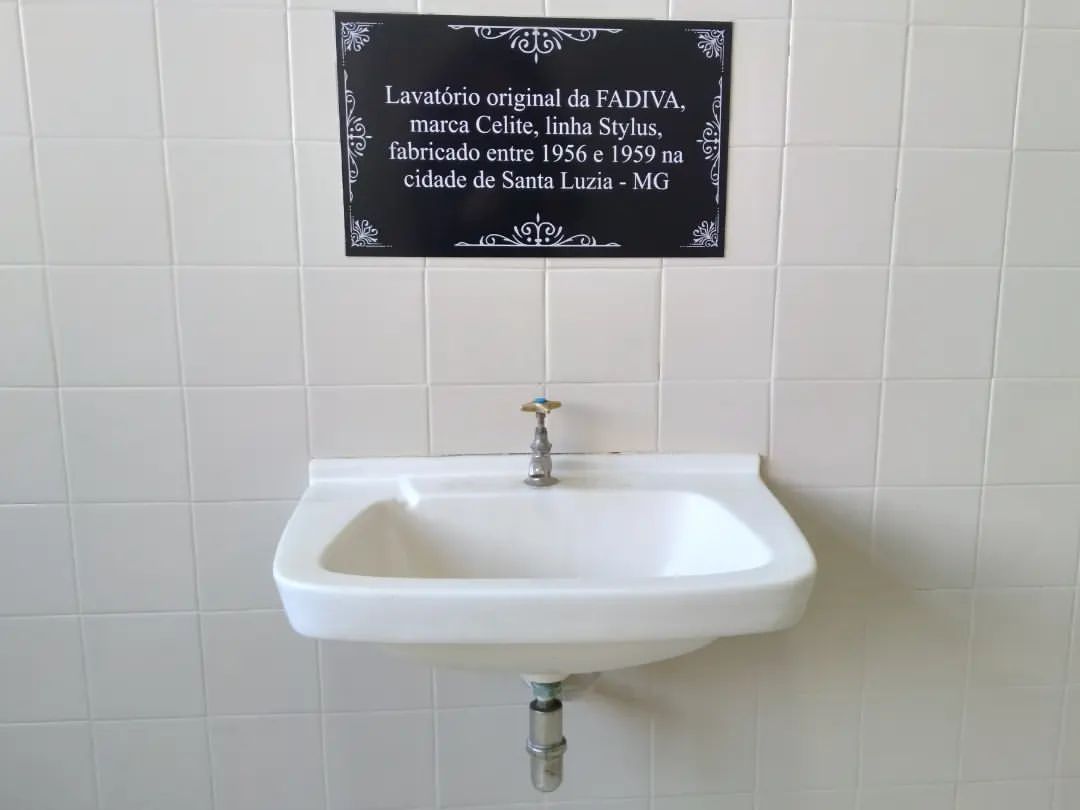 Lavatório original da FADIVA,
marca Celite, linha Stylus,
fabricado entre 1956 e 1959 na
cidade de Santa Luzia - MG